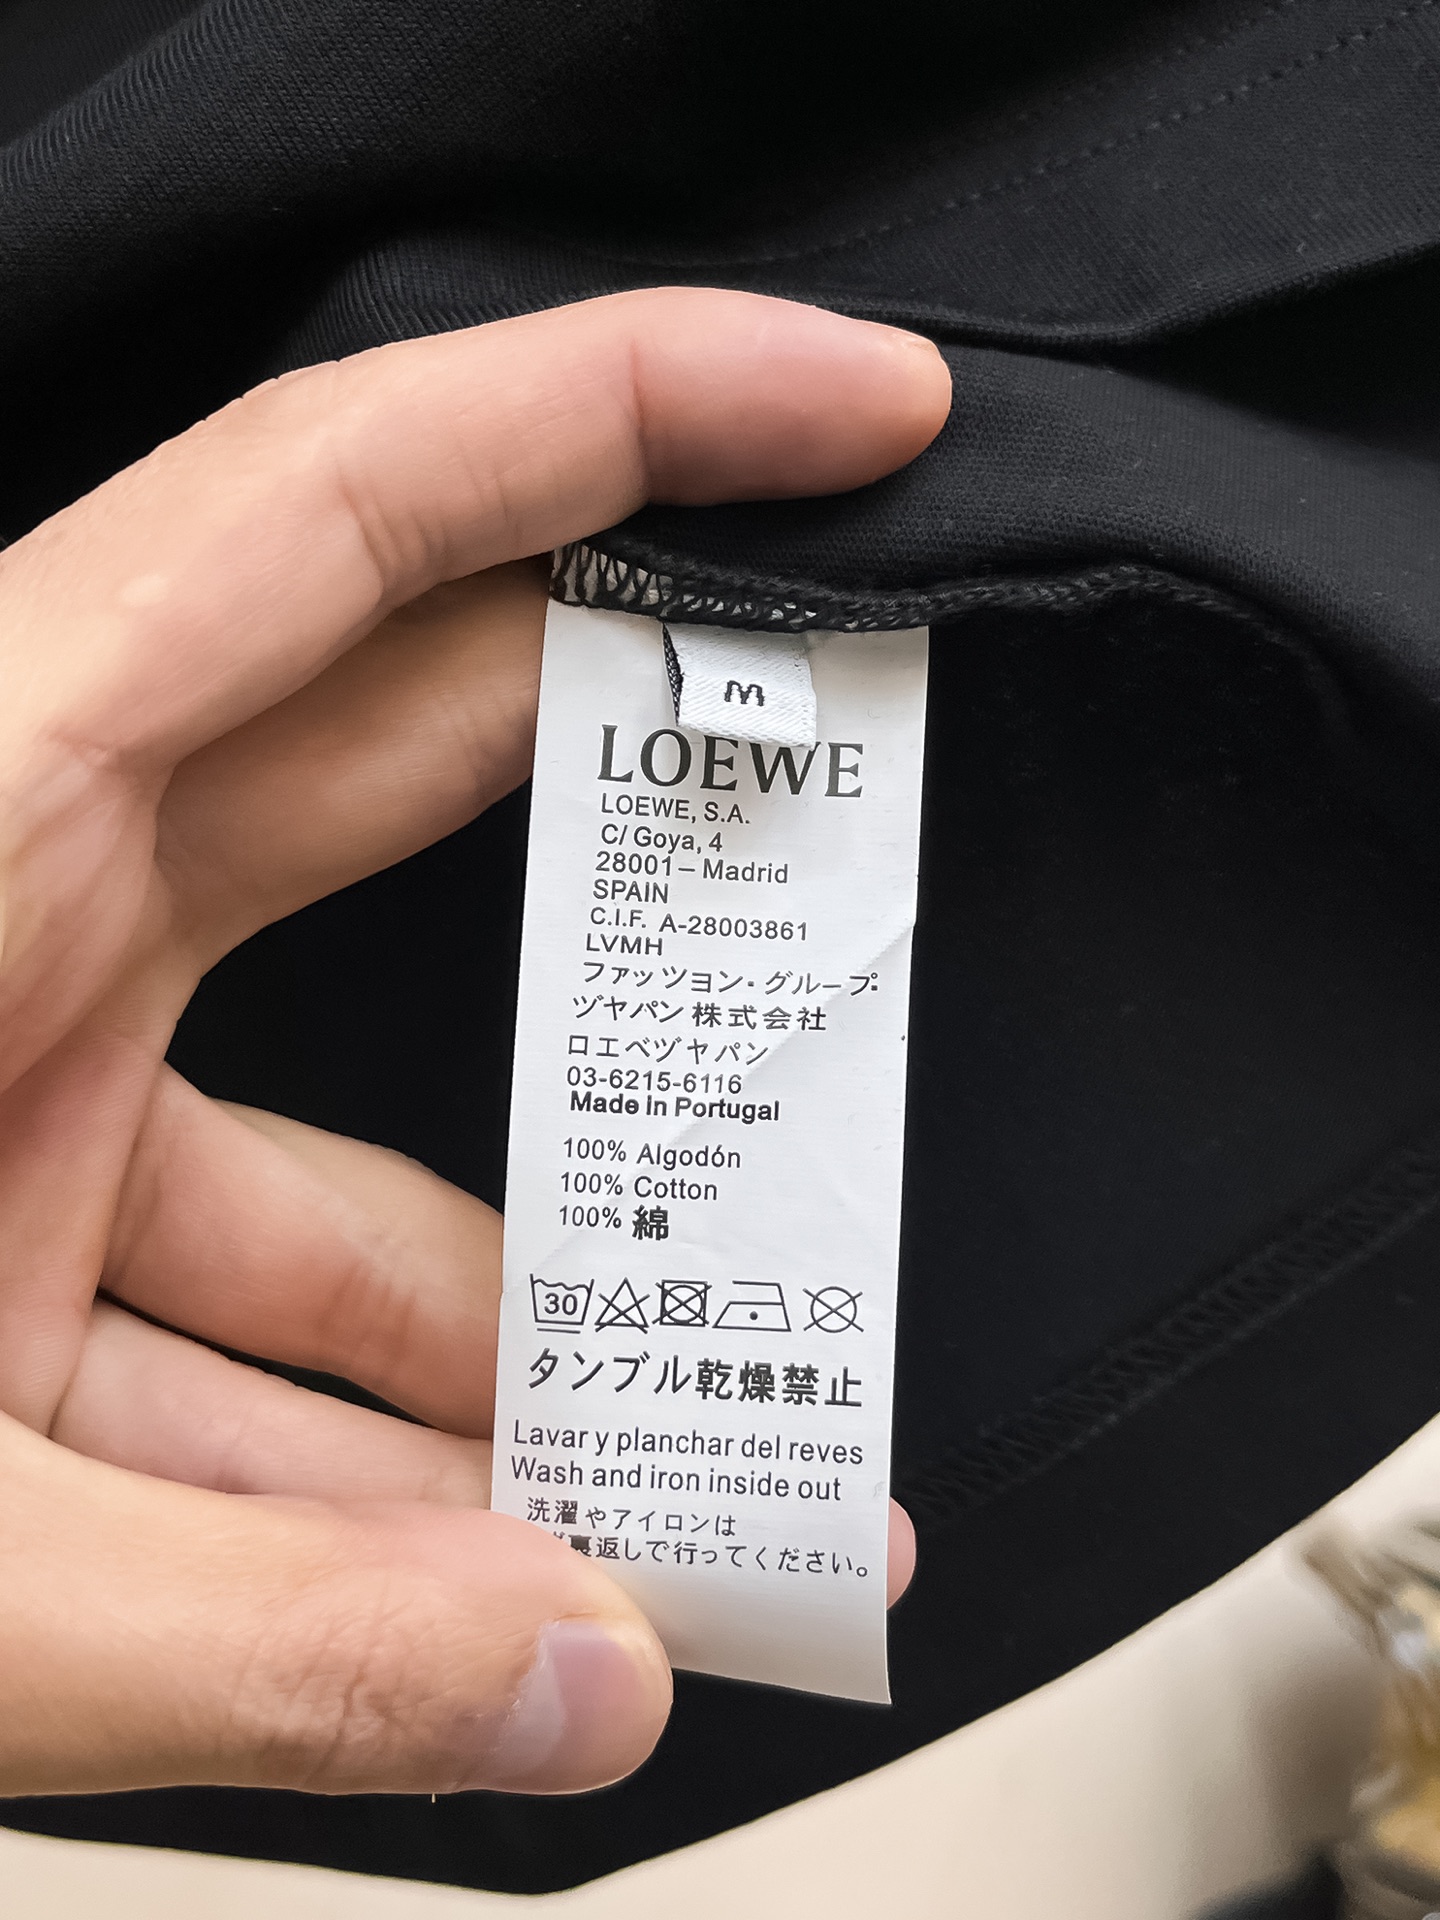 M
LOEWE
LOEWE, S.A.
C/ Goya, 4
28001 – Madrid
SPAIN
C.I.F. A-28003861
LVMH
ファッツヨン・グループ
ヅヤパン株式会社
ロエベヅヤパン
03-6215-6116
Made in Portugal
100% Algodón
100% Cotton
100% 綿
30
タンブル乾燥禁止
Lavar y planchar del reves
Wash and iron inside out
洗濯やアイロンは
裏返しで行ってください。